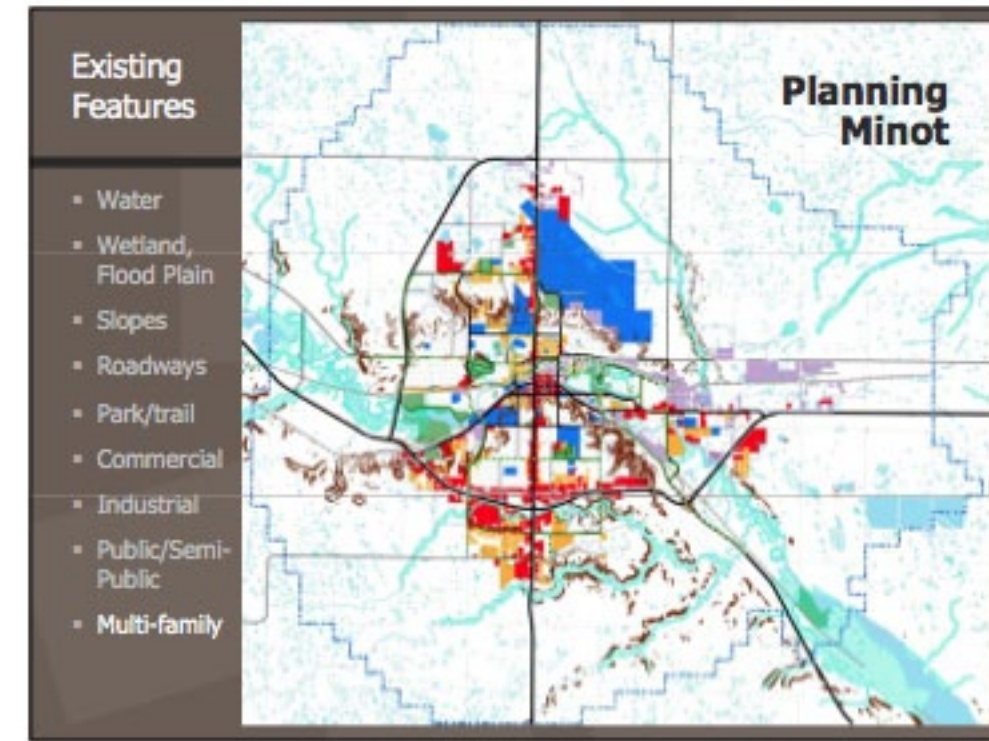 Existing
Features
Planning
Minot
▪ Water
▪ Wetland,
Flood Plain
▪ Slopes
▪ Roadways
▪ Park/trail
▪ Commercial
▪ Industrial
▪ Public/Semi-
Public
▪ Multi-family